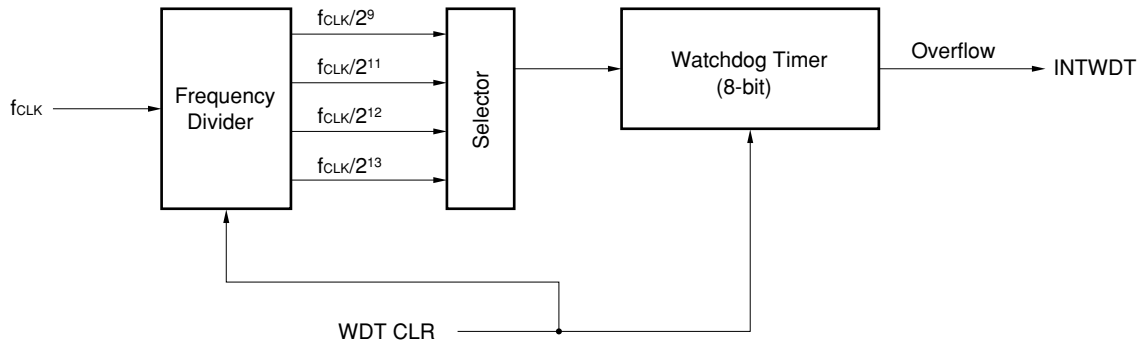 fCLK
Frequency
Divider
fCLK/2⁹
fCLK/2¹¹
fCLK/2¹²
fCLK/2¹³
Selector
Watchdog Timer
(8-bit)
Overflow
INTWDT
WDT CLR